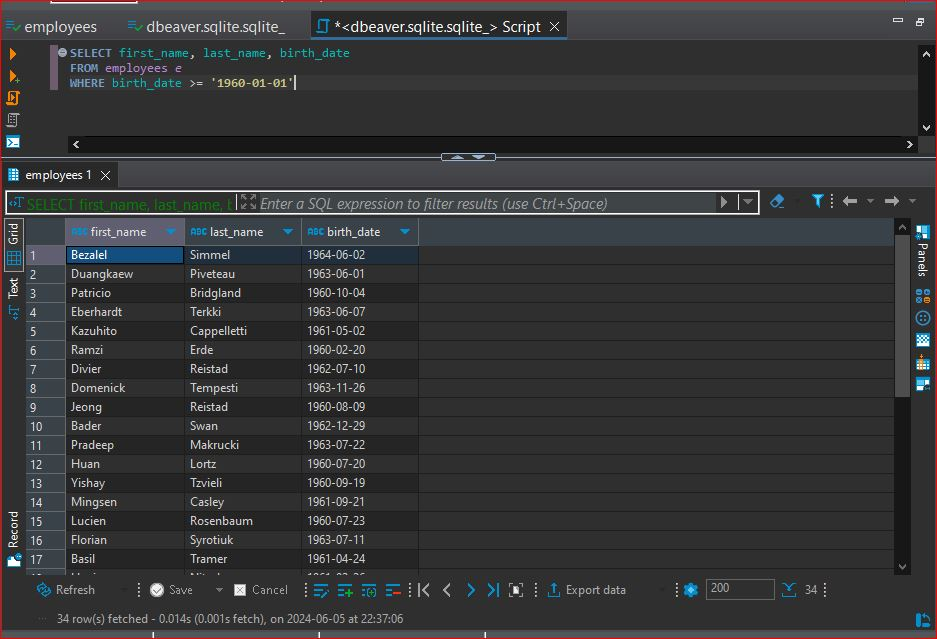 employees
dbeaver.sqlite.sqlite_
*<dbeaver.sqlite.sqlite_> Script
SELECT first_name, last_name, birth_date
FROM employees e
WHERE birth_date >= '1960-01-01'
employees 1
SELECT first_name, last_name, b
Enter a SQL expression to filter results (use Ctrl+Space)
Grid
Text
Record
Panels
ABC first_name ABC last_name ABC birth_date
1 Bezalel Simmel 1964-06-02
2 Duangkaew Piveteau 1963-06-01
3 Patricio Bridgland 1960-10-04
4 Eberhardt Terkki 1963-06-07
5 Kazuhito Cappelletti 1961-05-02
6 Ramzi Erde 1960-02-20
7 Divier Reistad 1962-07-10
8 Domenick Tempesti 1963-11-26
9 Jeong Reistad 1960-08-09
10 Bader Swan 1962-12-29
11 Pradeep Makrucki 1963-07-22
12 Huan Lortz 1960-07-20
13 Yishay Tzvieli 1960-09-19
14 Mingsen Casley 1961-09-21
15 Lucien Rosenbaum 1960-07-23
16 Florian Syrotiuk 1963-07-11
17 Basil Tramer 1961-04-24
Refresh Save Cancel Export data 200 34
34 row(s) fetched - 0.014s (0.001s fetch), on 2024-06-05 at 22:37:06